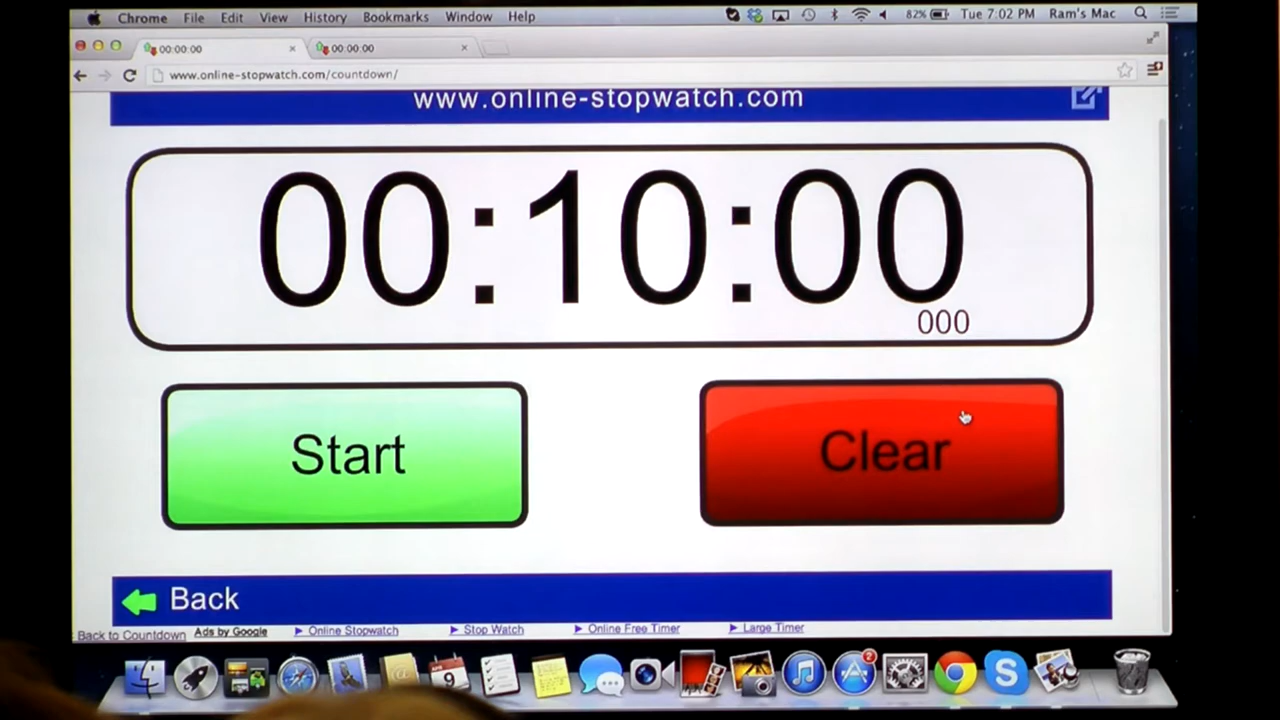 Chrome File Edit View History Bookmarks Window Help 82% Tue 7:02 PM Ram's Mac
00:00:00 00:00:00
www.online-stopwatch.com/countdown/
www.online-stopwatch.com
00:10:00
000
Start Clear
Back
Back to Countdown Ads by Google Online Stopwatch Stop Watch Online Free Timer Large Timer
9
2